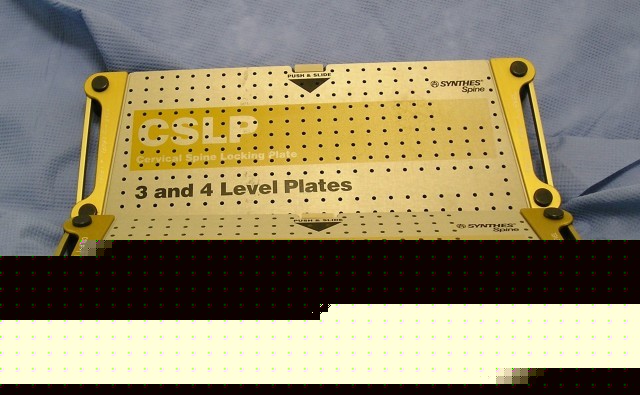 PUSH & SLIDE
SYNTHES
Spine
CSLP
Cervical Spine Locking Plate
3 and 4 Level Plates
PUSH & SLIDE
SYNTHES
Spine